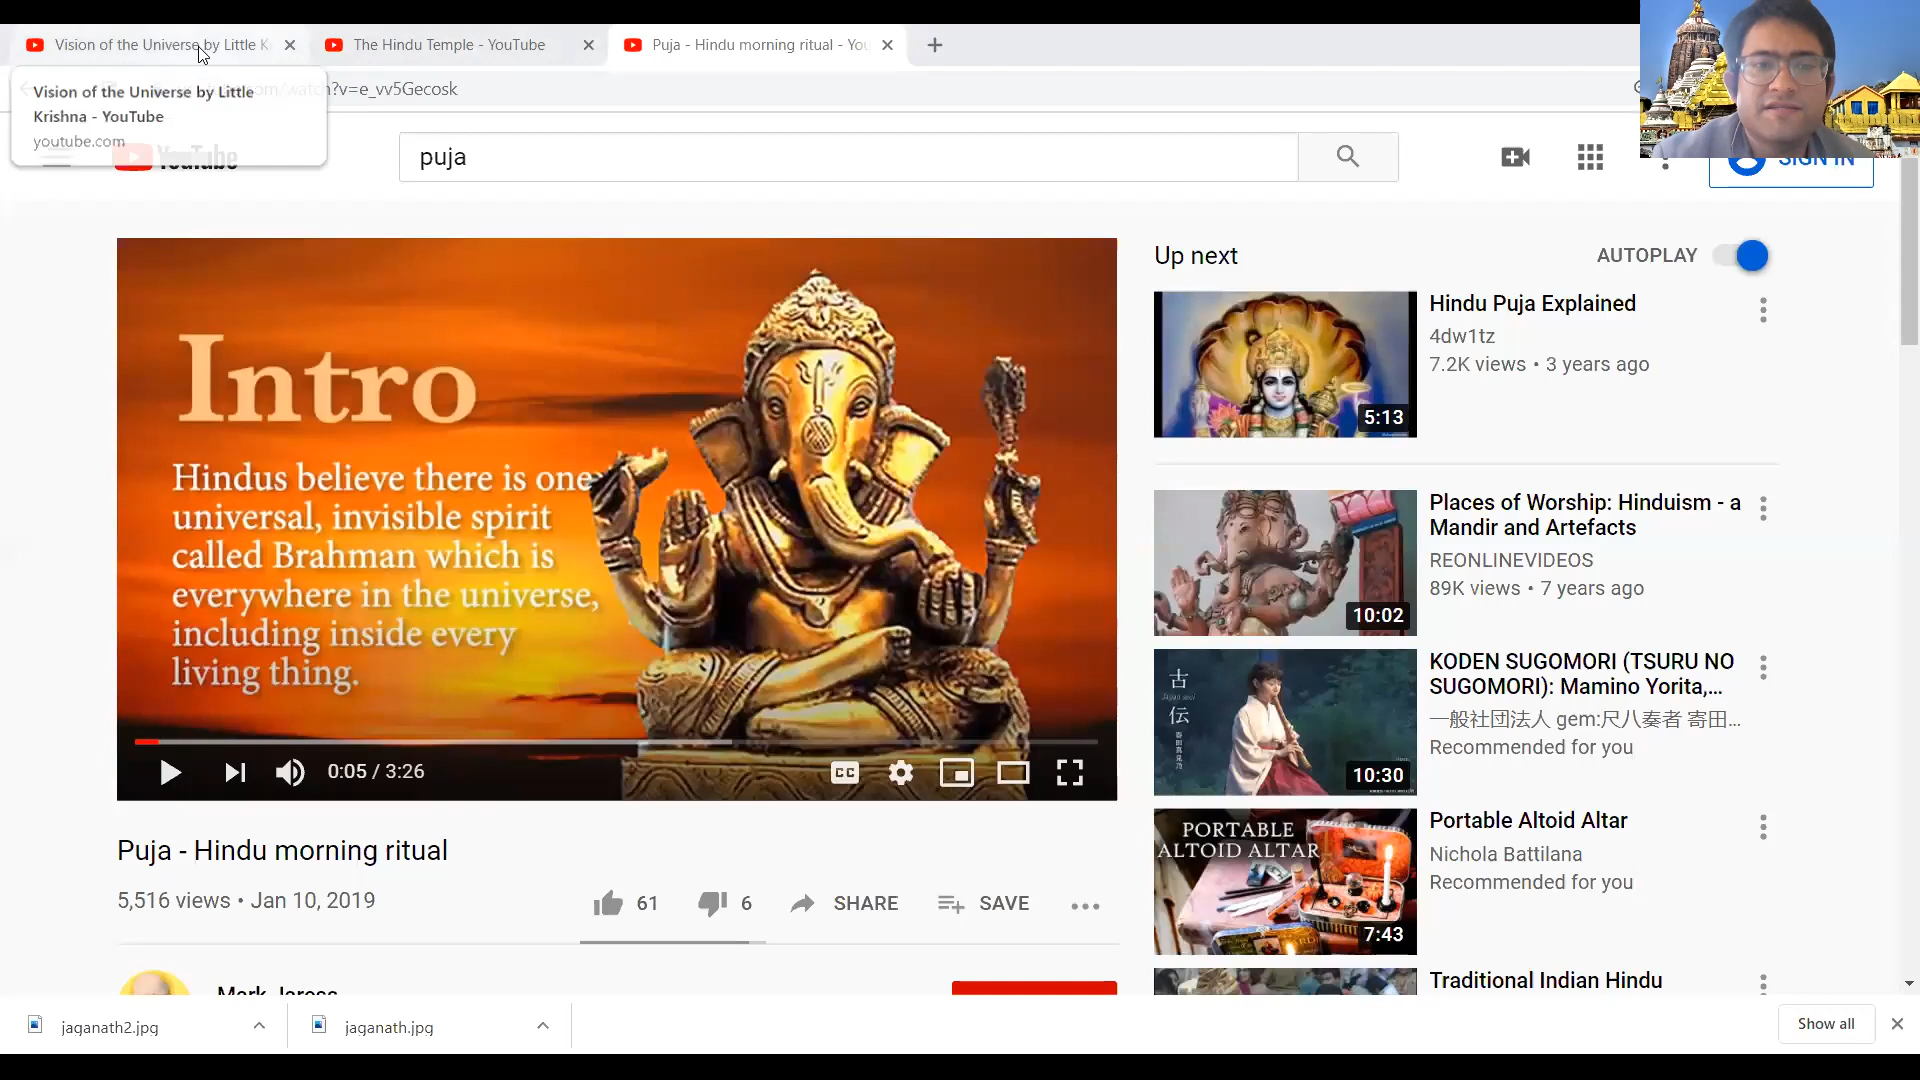 Vision of the Universe by Little K
The Hindu Temple - YouTube
Puja - Hindu morning ritual - You
Vision of the Universe by Little
Krishna - YouTube
youtube.com
?v=e_vv5Gecosk
YouTube
puja
SIGN IN
Intro
Hindus believe there is one
universal, invisible spirit
called Brahman which is
everywhere in the universe,
including inside every
living thing.
CC
0:05 / 3:26
Puja - Hindu morning ritual
5,516 views • Jan 10, 2019
61
6
SHARE
SAVE
Up next
AUTOPLAY
Hindu Puja Explained
4dw1tz
7.2K views • 3 years ago
5:13
Places of Worship: Hinduism - a
Mandir and Artefacts
REONLINEVIDEOS
89K views • 7 years ago
10:02
KODEN SUGOMORI (TSURU NO
SUGOMORI): Mamino Yorita,...
一般社団法人 gem:尺八奏者 寄田...
Recommended for you
古
伝
10:30
Portable Altoid Altar
Nichola Battilana
Recommended for you
PORTABLE
ALTOID ALTAR
7:43
Traditional Indian Hindu
jaganath2.jpg
jaganath.jpg
Show all